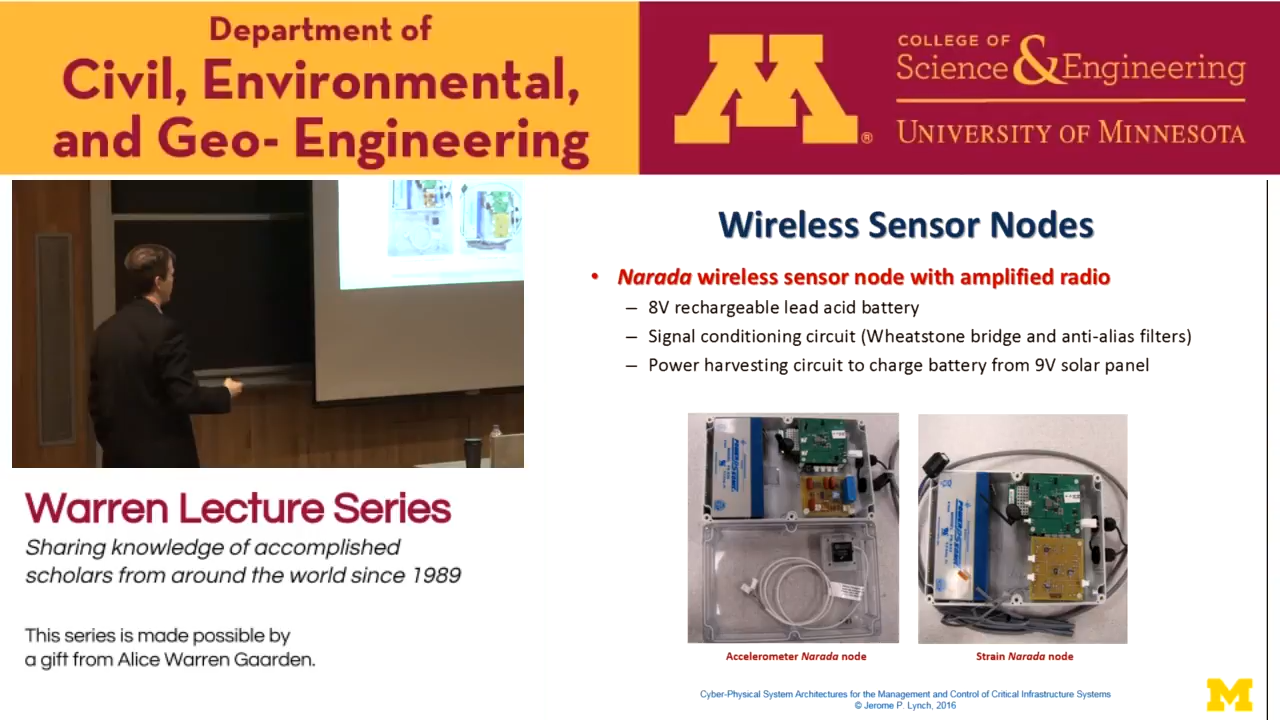 Department of
Civil, Environmental,
and Geo- Engineering
M®
COLLEGE OF
Science & Engineering
UNIVERSITY OF MINNESOTA
Wireless Sensor Nodes
• Narada wireless sensor node with amplified radio
– 8V rechargeable lead acid battery
– Signal conditioning circuit (Wheatstone bridge and anti-alias filters)
– Power harvesting circuit to charge battery from 9V solar panel
Accelerometer Narada node
Strain Narada node
Cyber-Physical System Architectures for the Management and Control of Critical Infrastructure Systems
© Jerome P. Lynch, 2016
M
Warren Lecture Series
Sharing knowledge of accomplished
scholars from around the world since 1989
This series is made possible by
a gift from Alice Warren Gaarden.